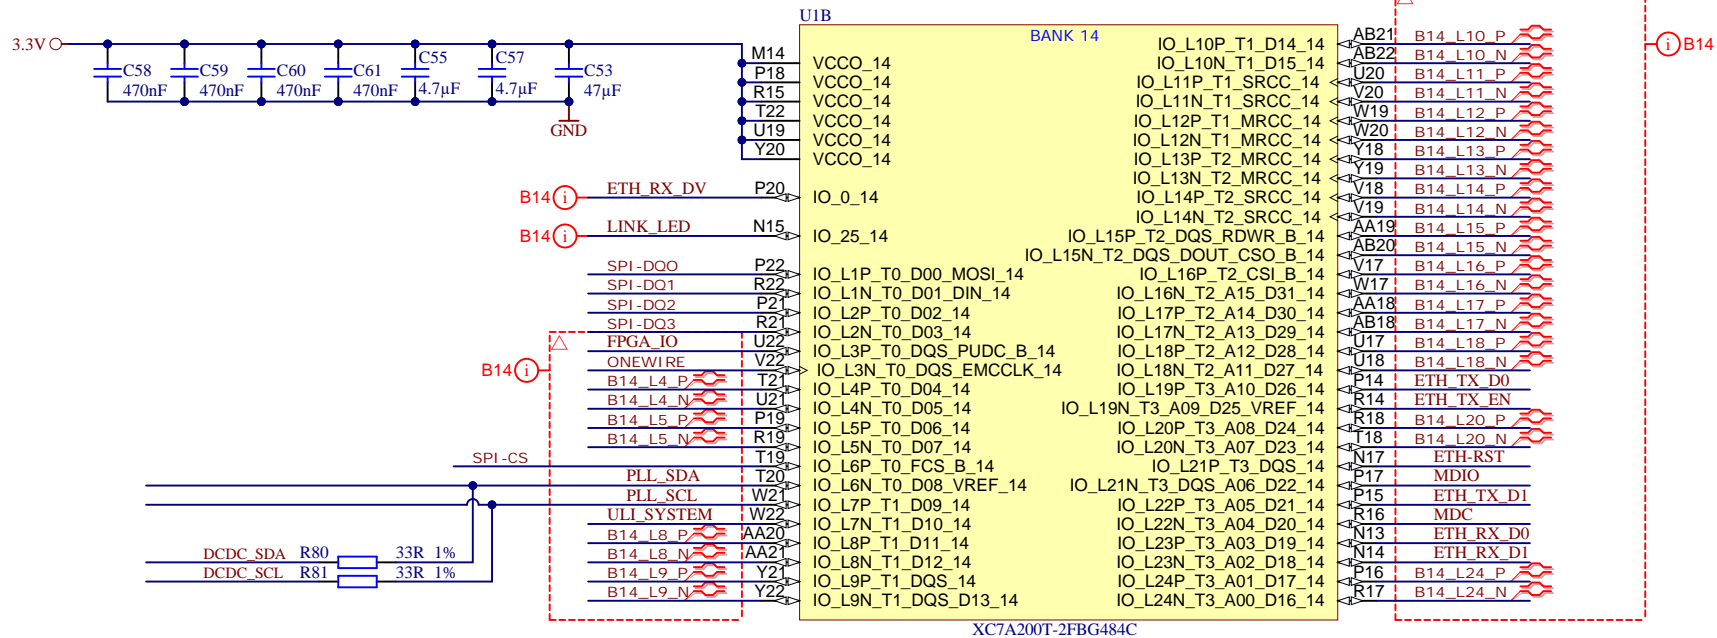 U1B
BANK 14
3.3V
C58
470nF
C59
470nF
C60
470nF
C61
470nF
C55
4.7µF
C57
4.7µF
C53
47µF
GND
M14 VCCO_14
P18 VCCO_14
R15 VCCO_14
T22 VCCO_14
U19 VCCO_14
Y20 VCCO_14
B14 i ETH_RX_DV P20 IO_0_14
B14 i LINK_LED N15 IO_25_14
SPI-DQ0 P22 IO_L1P_T0_D00_MOSI_14
SPI-DQ1 R22 IO_L1N_T0_D01_DIN_14
SPI-DQ2 P21 IO_L2P_T0_D02_14
SPI-DQ3 R21 IO_L2N_T0_D03_14
FPGA_IO U22 IO_L3P_T0_DQS_PUDC_B_14
B14 i
ONEWIRE V22 IO_L3N_T0_DQS_EMCCLK_14
B14_L4_P T21 IO_L4P_T0_D04_14
B14_L4_N U21 IO_L4N_T0_D05_14
B14_L5_P P19 IO_L5P_T0_D06_14
B14_L5_N R19 IO_L5N_T0_D07_14
SPI-CS T19 IO_L6P_T0_FCS_B_14
PLL_SDA T20 IO_L6N_T0_D08_VREF_14
PLL_SCL W21 IO_L7P_T1_D09_14
ULI_SYSTEM W22 IO_L7N_T1_D10_14
B14_L8_P AA20 IO_L8P_T1_D11_14
B14_L8_N AA21 IO_L8N_T1_D12_14
B14_L9_P Y21 IO_L9P_T1_DQS_14
B14_L9_N Y22 IO_L9N_T1_DQS_D13_14
DCDC_SDA R80 33R 1%
DCDC_SCL R81 33R 1%
IO_L10P_T1_D14_14 AB21 B14_L10_P
i B14
IO_L10N_T1_D15_14 AB22 B14_L10_N
IO_L11P_T1_SRCC_14 U20 B14_L11_P
IO_L11N_T1_SRCC_14 V20 B14_L11_N
IO_L12P_T1_MRCC_14 W19 B14_L12_P
IO_L12N_T1_MRCC_14 W20 B14_L12_N
IO_L13P_T2_MRCC_14 Y18 B14_L13_P
IO_L13N_T2_MRCC_14 Y19 B14_L13_N
IO_L14P_T2_SRCC_14 V18 B14_L14_P
IO_L14N_T2_SRCC_14 V19 B14_L14_N
IO_L15P_T2_DQS_RDWR_B_14 AA19 B14_L15_P
IO_L15N_T2_DQS_DOUT_CSO_B_14 AB20 B14_L15_N
IO_L16P_T2_CSI_B_14 V17 B14_L16_P
IO_L16N_T2_A15_D31_14 W17 B14_L16_N
IO_L17P_T2_A14_D30_14 AA18 B14_L17_P
IO_L17N_T2_A13_D29_14 AB18 B14_L17_N
IO_L18P_T2_A12_D28_14 U17 B14_L18_P
IO_L18N_T2_A11_D27_14 U18 B14_L18_N
IO_L19P_T3_A10_D26_14 P14 ETH_TX_D0
IO_L19N_T3_A09_D25_VREF_14 R14 ETH_TX_EN
IO_L20P_T3_A08_D24_14 R18 B14_L20_P
IO_L20N_T3_A07_D23_14 T18 B14_L20_N
IO_L21P_T3_DQS_14 N17 ETH-RST
IO_L21N_T3_DQS_A06_D22_14 P17 MDIO
IO_L22P_T3_A05_D21_14 P15 ETH_TX_D1
IO_L22N_T3_A04_D20_14 R16 MDC
IO_L23P_T3_A03_D19_14 N13 ETH_RX_D0
IO_L23N_T3_A02_D18_14 N14 ETH_RX_D1
IO_L24P_T3_A01_D17_14 P16 B14_L24_P
IO_L24N_T3_A00_D16_14 R17 B14_L24_N
XC7A200T-2FBG484C